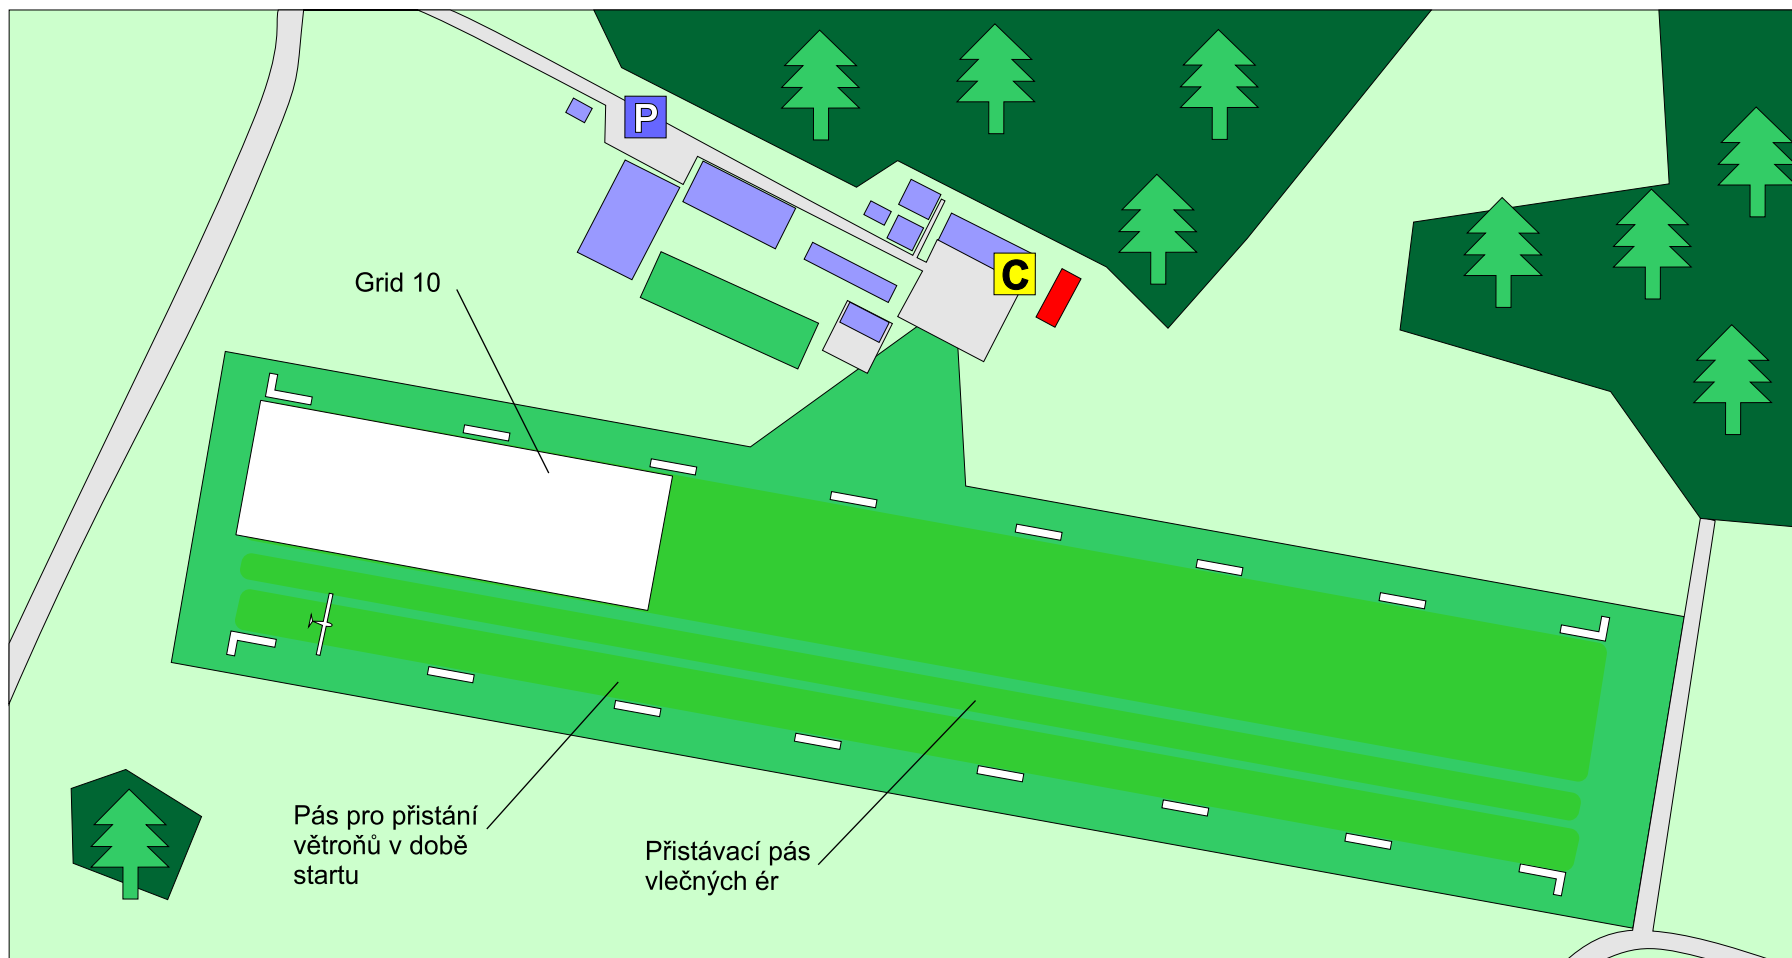 P
C
Grid 10
Pás pro přistání
větroňů v době
startu
Přistávací pás
vlečných ér